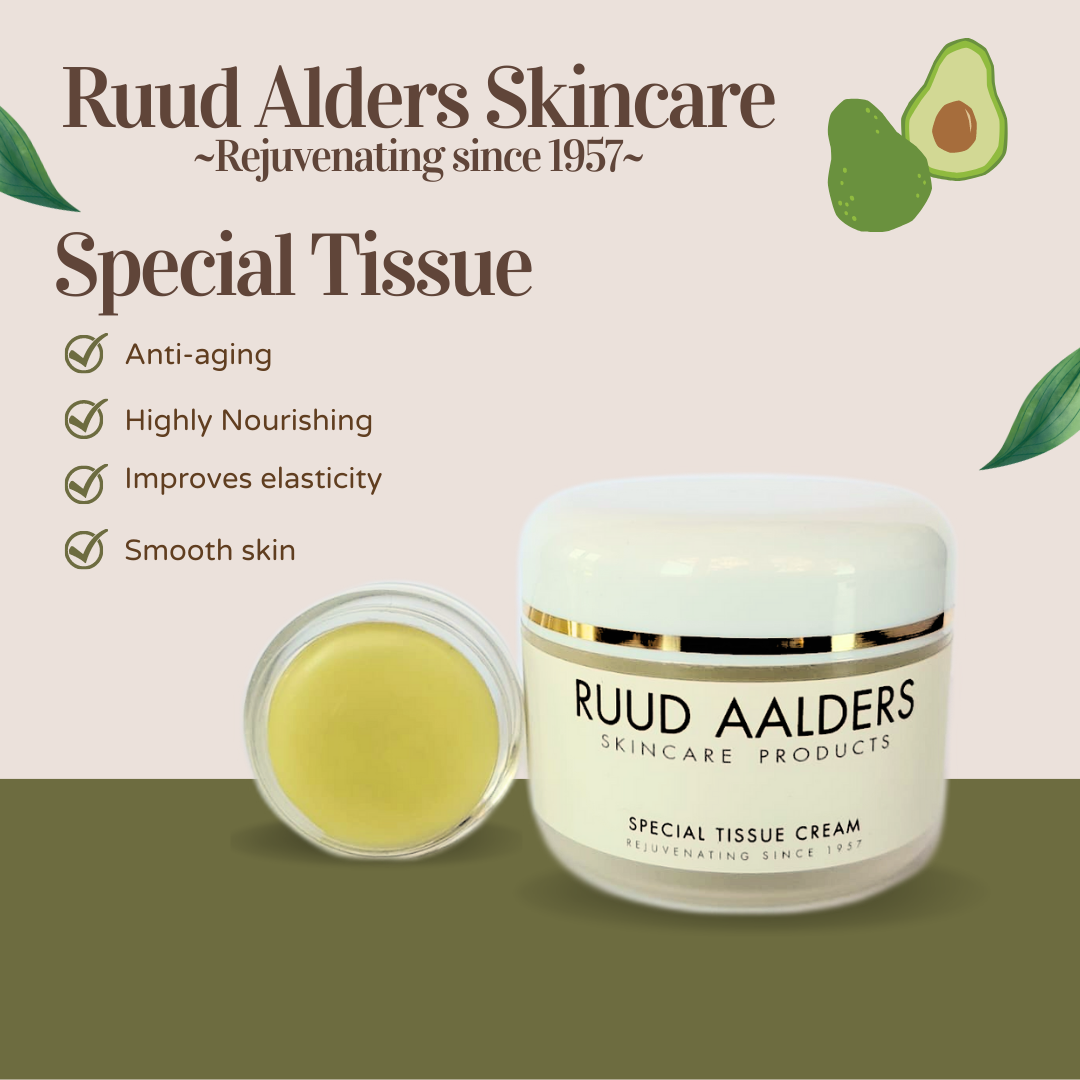 Ruud Alders Skincare
~Rejuvenating since 1957~
Special Tissue
Anti-aging
Highly Nourishing
Improves elasticity
Smooth skin
RUUD AALDERS
SKINCARE PRODUCTS
SPECIAL TISSUE CREAM
REJUVENATING SINCE 1957